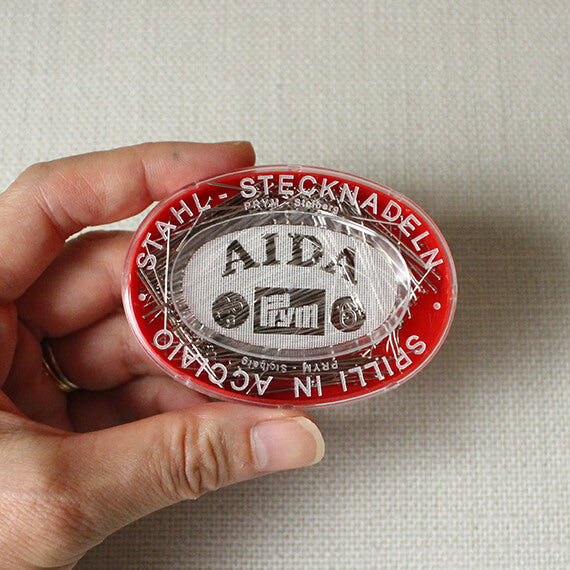 STAHL-STECKNADELN
PRYM - Stolberg
AIDA
Prym
PRYM - Stolberg
SPILLI IN ACCIAIO